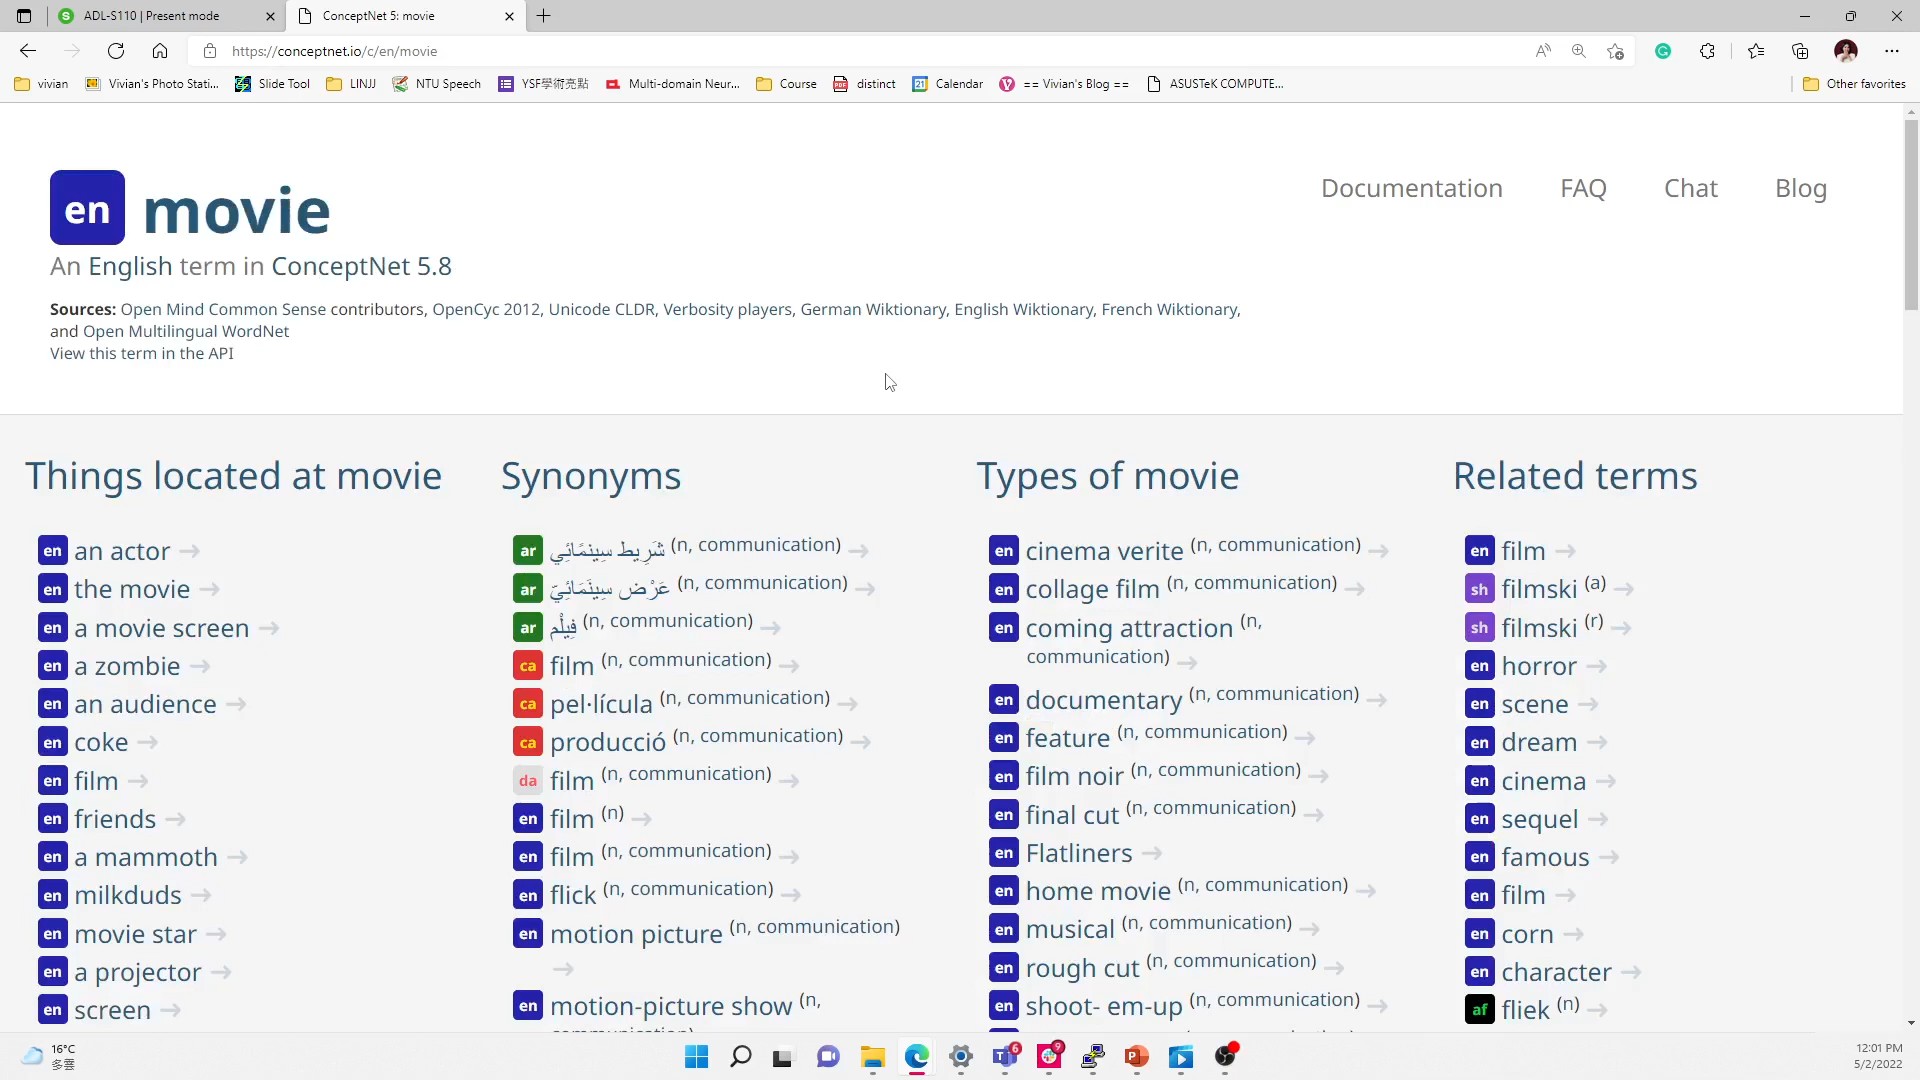 ADL-S110 | Present mode
ConceptNet 5: movie
https://conceptnet.io/c/en/movie
vivian
Vivian's Photo Stati...
Slide Tool
LINJJ
NTU Speech
YSF學術亮點
Multi-domain Neur...
Course
distinct
Calendar
== Vivian's Blog ==
ASUSTeK COMPUTE...
Other favorites
en movie
Documentation
FAQ
Chat
Blog
An English term in ConceptNet 5.8
Sources: Open Mind Common Sense contributors, OpenCyc 2012, Unicode CLDR, Verbosity players, German Wiktionary, English Wiktionary, French Wiktionary,
and Open Multilingual WordNet
View this term in the API
Things located at movie
en an actor →
en the movie →
en a movie screen →
en a zombie →
en an audience →
en coke →
en film →
en friends →
en a mammoth →
en milkduds →
en movie star →
en a projector →
en screen →
Synonyms
ar شَرِيط سِينمَائِي (n, communication) →
ar عَرْض سِينَمَائِيّ (n, communication) →
ar فِيلْم (n, communication) →
ca film (n, communication) →
ca pel·lícula (n, communication) →
ca producció (n, communication) →
da film (n, communication) →
en film (n) →
en film (n, communication) →
en flick (n, communication) →
en motion picture (n, communication)
→
en motion-picture show (n,
Types of movie
en cinema verite (n, communication) →
en collage film (n, communication) →
en coming attraction (n,
communication) →
en documentary (n, communication) →
en feature (n, communication) →
en film noir (n, communication) →
en final cut (n, communication) →
en Flatliners →
en home movie (n, communication) →
en musical (n, communication) →
en rough cut (n, communication) →
en shoot- em-up (n, communication) →
Related terms
en film →
sh filmski (a) →
sh filmski (r) →
en horror →
en scene →
en dream →
en cinema →
en sequel →
en famous →
en film →
en corn →
en character →
af fliek (n) →
16°C
多雲
6
9
12:01 PM
5/2/2022